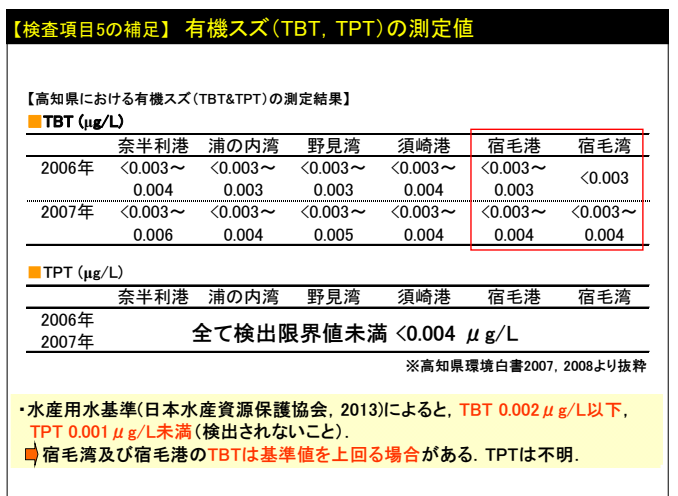 【検査項目5の補足】 有機スズ(TBT, TPT)の測定値
【高知県における有機スズ(TBT&TPT)の測定結果】
■TBT (μg/L)
奈半利港 浦の内湾 野見湾 須崎港 宿毛港 宿毛湾
2006年 <0.003～ <0.003～ <0.003～ <0.003～ <0.003～ <0.003
0.004 0.003 0.003 0.004 0.003
2007年 <0.003～ <0.003～ <0.003～ <0.003～ <0.003～ <0.003～
0.006 0.004 0.005 0.004 0.004 0.004
■TPT (μg/L)
奈半利港 浦の内湾 野見湾 須崎港 宿毛港 宿毛湾
2006年
全て検出限界値未満 <0.004 μg/L
2007年
※高知県環境白書2007, 2008より抜粋
・水産用水基準(日本水産資源保護協会, 2013)によると, TBT 0.002μg/L以下,
TPT 0.001μg/L未満(検出されないこと).
宿毛湾及び宿毛港のTBTは基準値を上回る場合がある. TPTは不明.